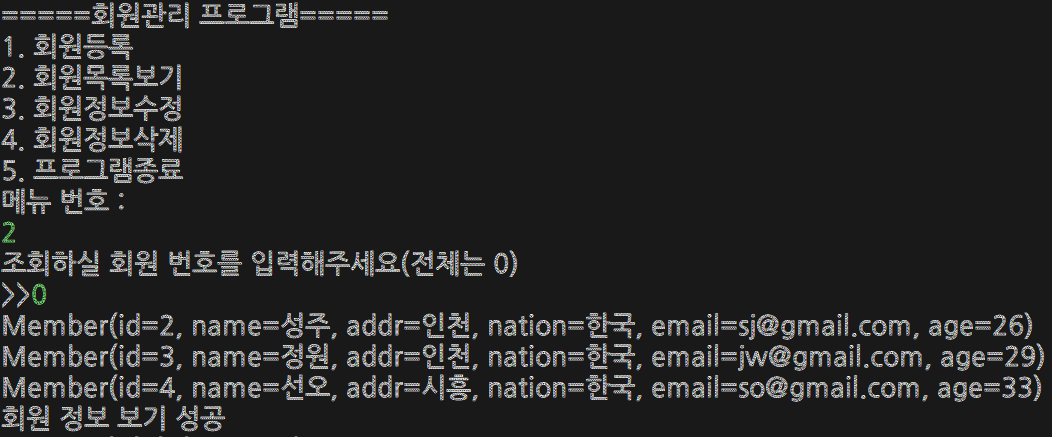 =====회원관리 프로그램=====
1. 회원등록
2. 회원목록보기
3. 회원정보수정
4. 회원정보삭제
5. 프로그램종료
메뉴 번호 :
2
조회하실 회원 번호를 입력해주세요(전체는 0)
>>0
Member(id=2, name=성주, addr=인천, nation=한국, email=sj@gmail.com, age=26)
Member(id=3, name=정원, addr=인천, nation=한국, email=jw@gmail.com, age=29)
Member(id=4, name=선오, addr=시흥, nation=한국, email=so@gmail.com, age=33)
회원 정보 보기 성공